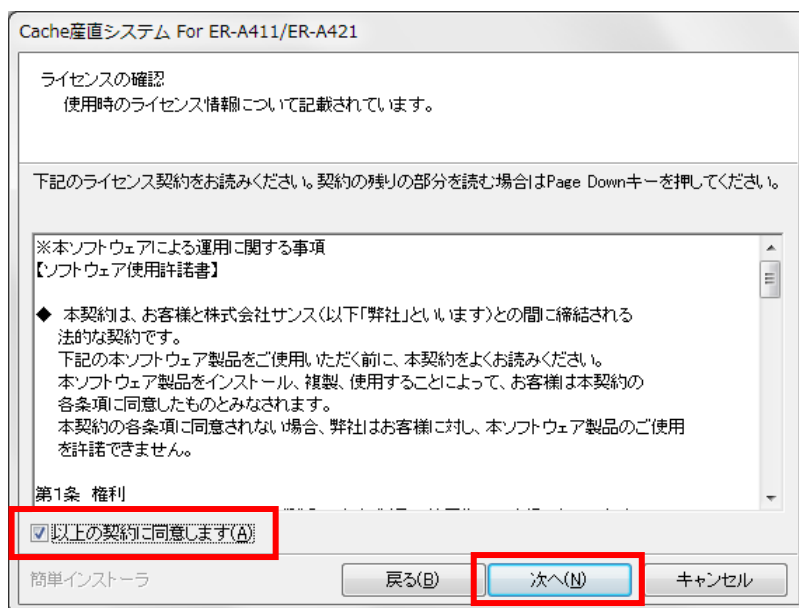 Cache産直システム For ER-A411/ER-A421
ライセンスの確認
使用時のライセンス情報について記載されています。
下記のライセンス契約をお読みください。契約の残りの部分を読む場合はPage Downキーを押してください。
※本ソフトウェアによる運用に関する事項
【ソフトウェア使用許諾書】
◆ 本契約は、お客様と株式会社サンス(以下「弊社」といいます)との間に締結される
法的な契約です。
下記の本ソフトウェア製品をご使用いただく前に、本契約をよくお読みください。
本ソフトウェア製品をインストール、複製、使用することによって、お客様は本契約の
各条項に同意したものとみなされます。
本契約の各条項に同意されない場合、弊社はお客様に対し、本ソフトウェア製品のご使用
を許諾できません。
第1条 権利
以上の契約に同意します(A)
簡単インストーラ
戻る(B)
次へ(N)
キャンセル